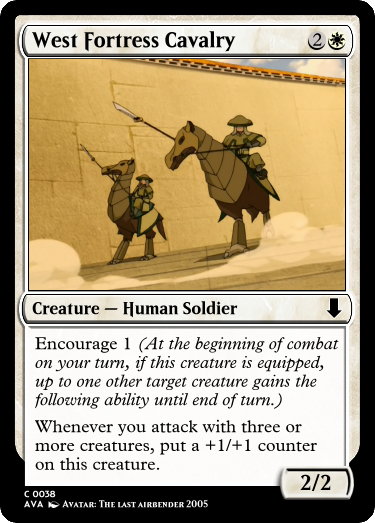 West Fortress Cavalry 2
Creature — Human Soldier
Encourage 1 (At the beginning of combat
on your turn, if this creature is equipped,
up to one other target creature gains the
following ability until end of turn.)
Whenever you attack with three or
more creatures, put a +1/+1 counter
on this creature.
2/2
C 0038
AVA Avatar: The last airbender 2005